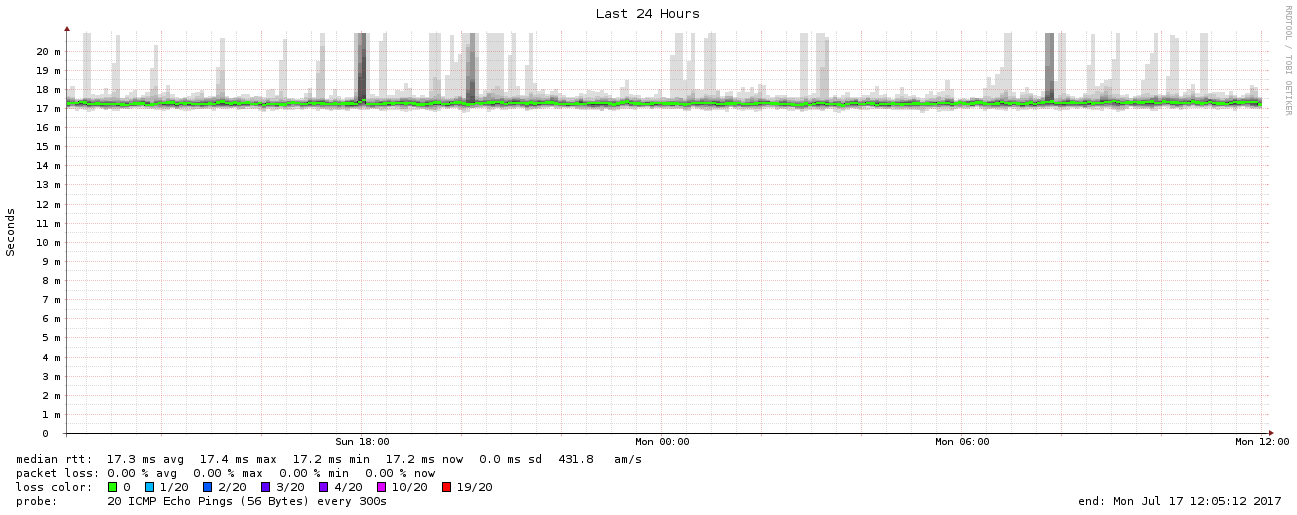 Last 24 Hours
RRDTOOL / TOBI OETIKER
Seconds
20 m
19 m
18 m
17 m
16 m
15 m
14 m
13 m
12 m
11 m
10 m
9 m
8 m
7 m
6 m
5 m
4 m
3 m
2 m
1 m
0
Sun 18:00 Mon 00:00 Mon 06:00 Mon 12:00
median rtt: 17.3 ms avg 17.4 ms max 17.2 ms min 17.2 ms now 0.0 ms sd 431.8 am/s
packet loss: 0.00 % avg 0.00 % max 0.00 % min 0.00 % now
loss color: 0 1/20 2/20 3/20 4/20 10/20 19/20
probe: 20 ICMP Echo Pings (56 Bytes) every 300s end: Mon Jul 17 12:05:12 2017